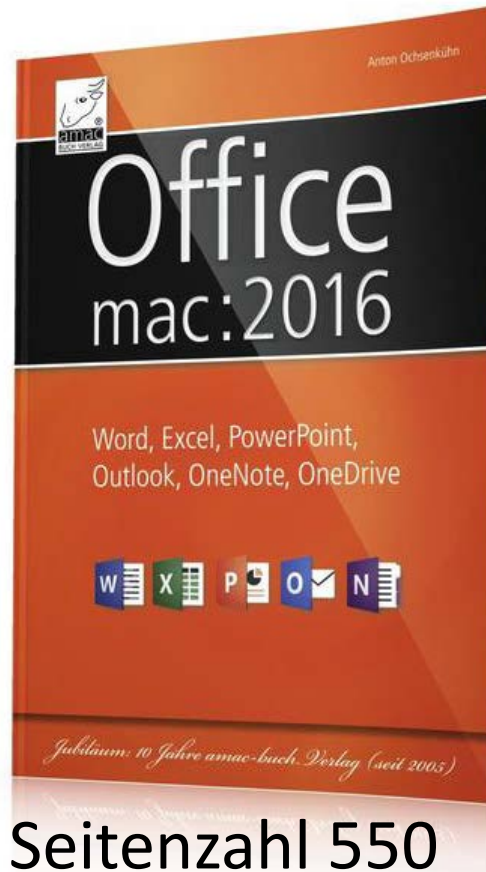 Anton Ochsenkühn
amac
BUCH VERLAG
Office
mac:2016
Word, Excel, PowerPoint,
Outlook, OneNote, OneDrive
W X P O N
Jubiläum: 10 Jahre amac-buch Verlag (seit 2005)
Seitenzahl 550